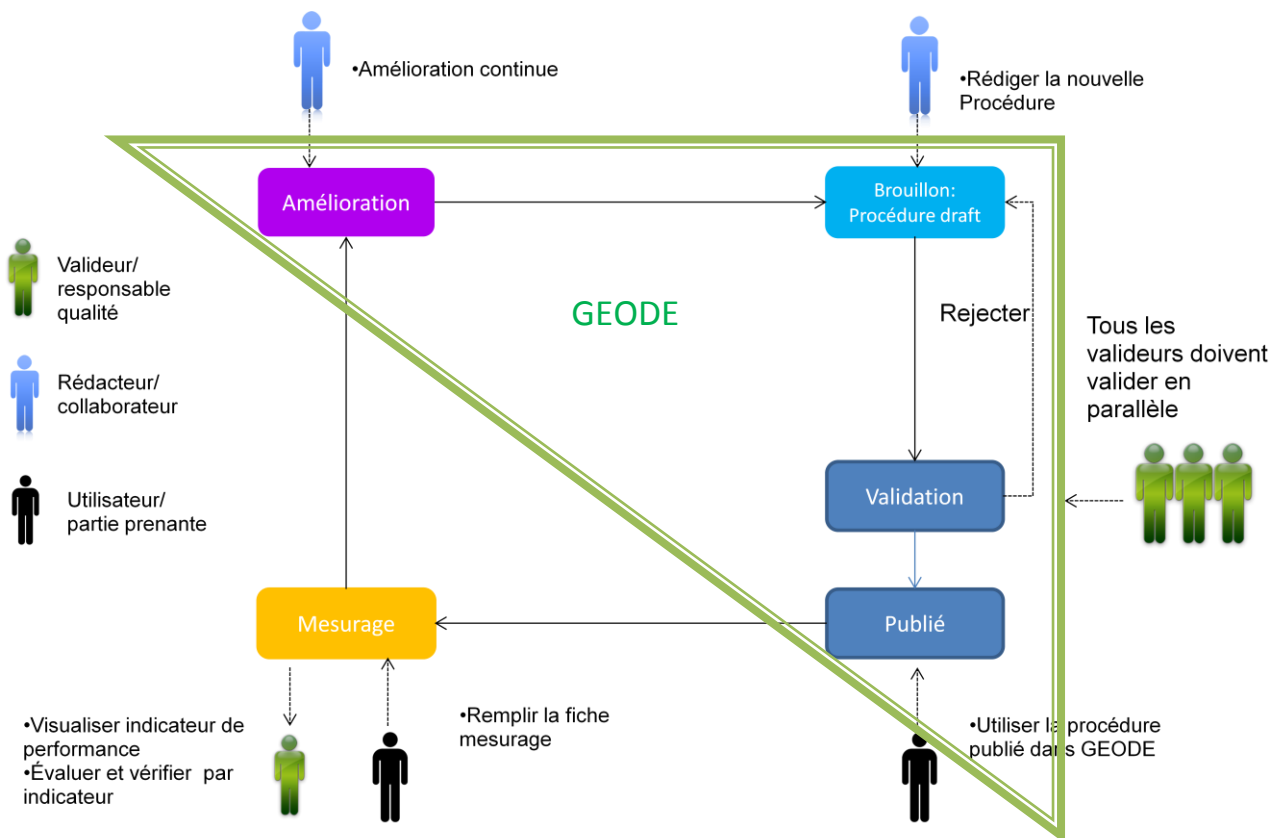 •Amélioration continue
•Rédiger la nouvelle
Procédure
Amélioration
Brouillon:
Procédure draft
Valideur/
responsable
qualité
GEODE
Rejecter
Tous les
valideurs doivent
valider en
parallèle
Rédacteur/
collaborateur
Utilisateur/
partie prenante
Validation
Mesurage
Publié
•Visualiser indicateur de
performance
•Évaluer et vérifier par
indicateur
•Remplir la fiche
mesurage
•Utiliser la procédure
publié dans GEODE